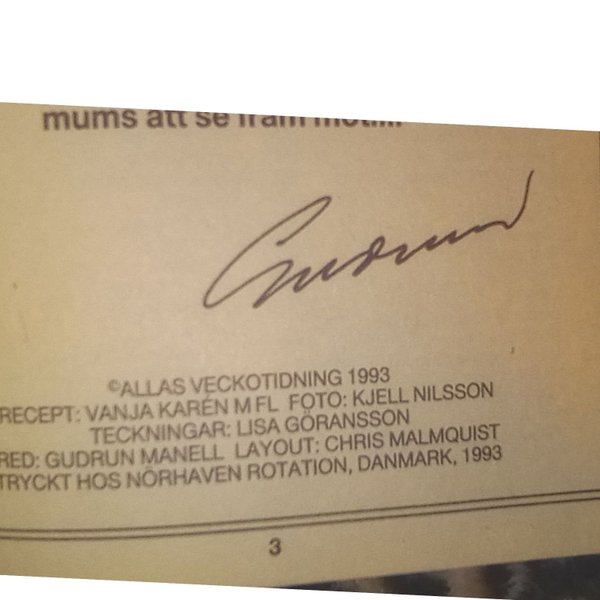 mums att se fram mot....
Gudrun
©ALLAS VECKOTIDNING 1993
RECEPT: VANJA KARÉN M FL FOTO: KJELL NILSSON
TECKNINGAR: LISA GÖRANSSON
RED: GUDRUN MANELL LAYOUT: CHRIS MALMQUIST
TRYCKT HOS NÖRHAVEN ROTATION, DANMARK, 1993
3